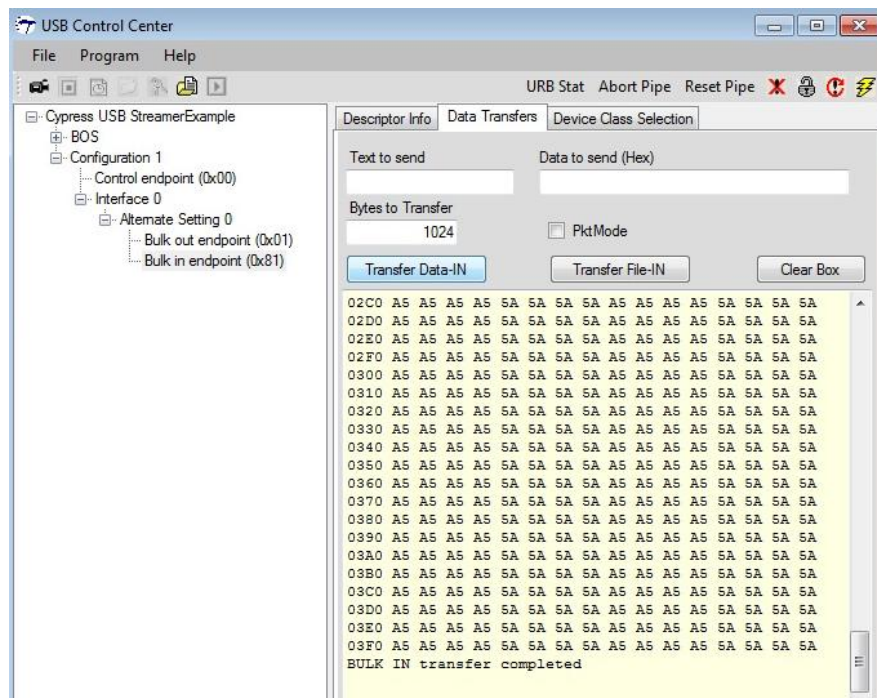 USB Control Center
File Program Help
URB Stat Abort Pipe Reset Pipe
Cypress USB StreamerExample
BOS
Configuration 1
Control endpoint (0x00)
Interface 0
Alternate Setting 0
Bulk out endpoint (0x01)
Bulk in endpoint (0x81)
Descriptor Info Data Transfers Device Class Selection
Text to send Data to send (Hex)
Bytes to Transfer
1024 PktMode
Transfer Data-IN Transfer File-IN Clear Box
02C0 A5 A5 A5 A5 5A 5A 5A 5A A5 A5 A5 A5 5A 5A 5A 5A
02D0 A5 A5 A5 A5 5A 5A 5A 5A A5 A5 A5 A5 5A 5A 5A 5A
02E0 A5 A5 A5 A5 5A 5A 5A 5A A5 A5 A5 A5 5A 5A 5A 5A
02F0 A5 A5 A5 A5 5A 5A 5A 5A A5 A5 A5 A5 5A 5A 5A 5A
0300 A5 A5 A5 A5 5A 5A 5A 5A A5 A5 A5 A5 5A 5A 5A 5A
0310 A5 A5 A5 A5 5A 5A 5A 5A A5 A5 A5 A5 5A 5A 5A 5A
0320 A5 A5 A5 A5 5A 5A 5A 5A A5 A5 A5 A5 5A 5A 5A 5A
0330 A5 A5 A5 A5 5A 5A 5A 5A A5 A5 A5 A5 5A 5A 5A 5A
0340 A5 A5 A5 A5 5A 5A 5A 5A A5 A5 A5 A5 5A 5A 5A 5A
0350 A5 A5 A5 A5 5A 5A 5A 5A A5 A5 A5 A5 5A 5A 5A 5A
0360 A5 A5 A5 A5 5A 5A 5A 5A A5 A5 A5 A5 5A 5A 5A 5A
0370 A5 A5 A5 A5 5A 5A 5A 5A A5 A5 A5 A5 5A 5A 5A 5A
0380 A5 A5 A5 A5 5A 5A 5A 5A A5 A5 A5 A5 5A 5A 5A 5A
0390 A5 A5 A5 A5 5A 5A 5A 5A A5 A5 A5 A5 5A 5A 5A 5A
03A0 A5 A5 A5 A5 5A 5A 5A 5A A5 A5 A5 A5 5A 5A 5A 5A
03B0 A5 A5 A5 A5 5A 5A 5A 5A A5 A5 A5 A5 5A 5A 5A 5A
03C0 A5 A5 A5 A5 5A 5A 5A 5A A5 A5 A5 A5 5A 5A 5A 5A
03D0 A5 A5 A5 A5 5A 5A 5A 5A A5 A5 A5 A5 5A 5A 5A 5A
03E0 A5 A5 A5 A5 5A 5A 5A 5A A5 A5 A5 A5 5A 5A 5A 5A
03F0 A5 A5 A5 A5 5A 5A 5A 5A A5 A5 A5 A5 5A 5A 5A 5A
BULK IN transfer completed